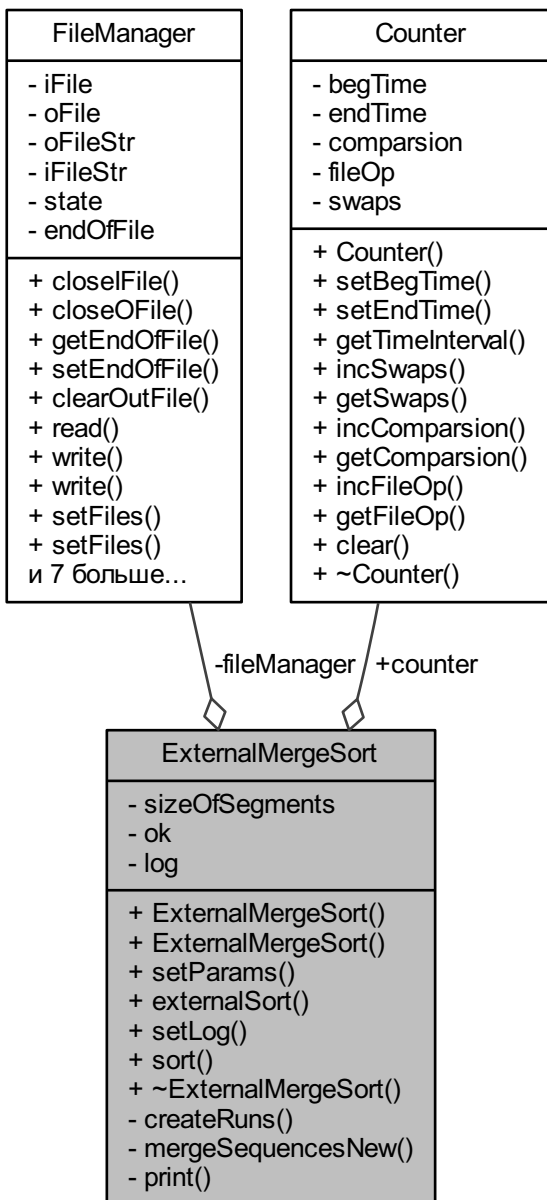 FileManager
- iFile
- oFile
- oFileStr
- iFileStr
- state
- endOfFile
+ closeIFile()
+ closeOFile()
+ getEndOfFile()
+ setEndOfFile()
+ clearOutFile()
+ read()
+ write()
+ write()
+ setFiles()
+ setFiles()
и 7 больше...
Counter
- begTime
- endTime
- comparsion
- fileOp
- swaps
+ Counter()
+ setBegTime()
+ setEndTime()
+ getTimeInterval()
+ incSwaps()
+ getSwaps()
+ incComparsion()
+ getComparsion()
+ incFileOp()
+ getFileOp()
+ clear()
+ ~Counter()
-fileManager
+counter
ExternalMergeSort
- sizeOfSegments
- ok
- log
+ ExternalMergeSort()
+ ExternalMergeSort()
+ setParams()
+ externalSort()
+ setLog()
+ sort()
+ ~ExternalMergeSort()
- createRuns()
- mergeSequencesNew()
- print()